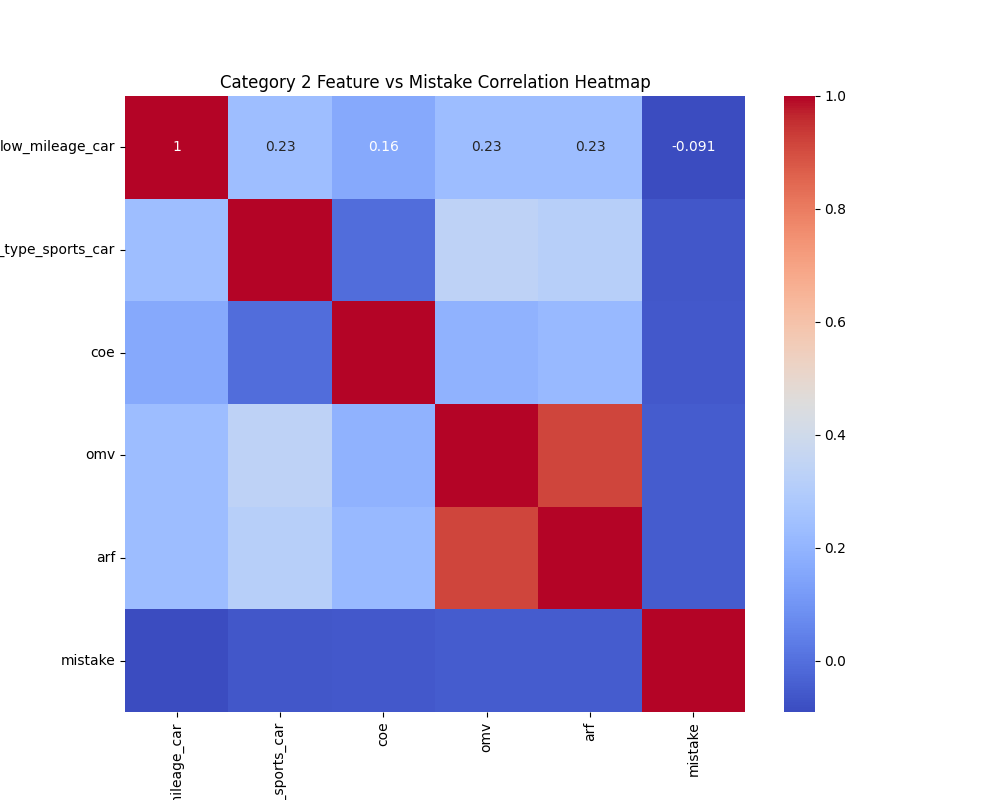 Category 2 Feature vs Mistake Correlation Heatmap
low_mileage_car
1 0.23 0.16 0.23 0.23 -0.091
_type_sports_car
coe
omv
arf
mistake
mileage_car
_sports_car
coe
omv
arf
mistake
1.0
0.8
0.6
0.4
0.2
0.0